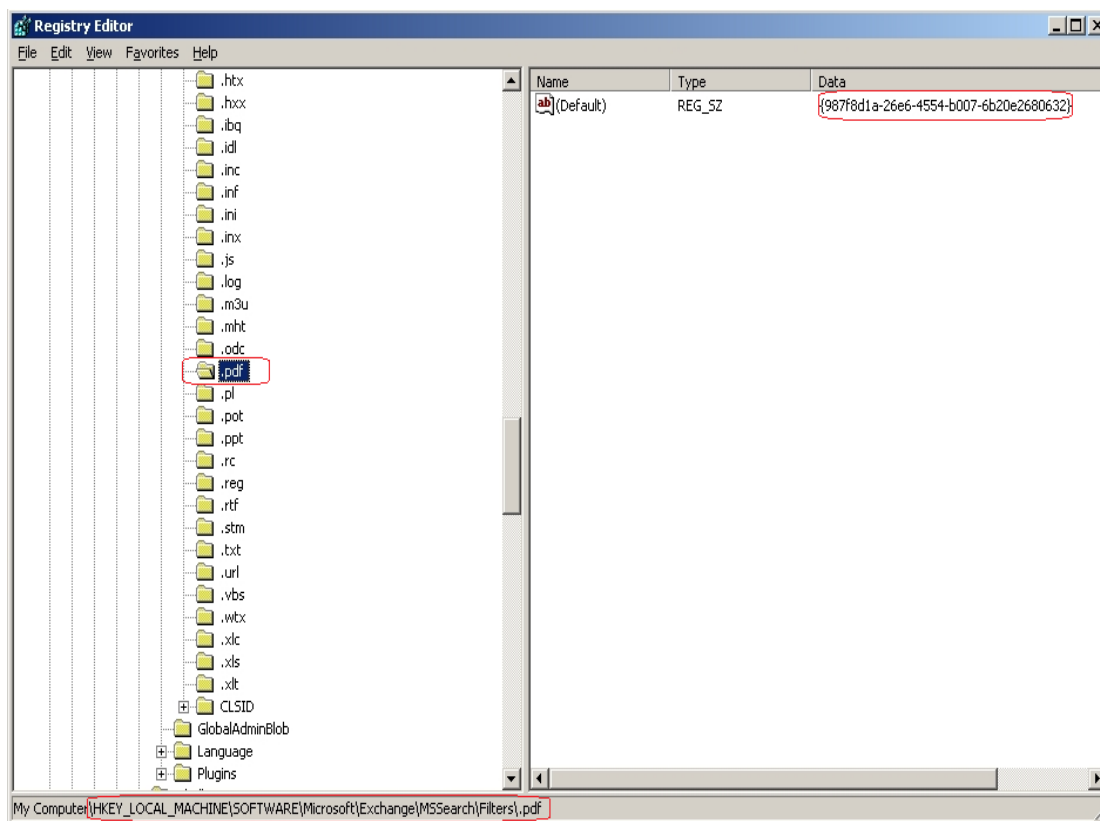 Registry Editor
File Edit View Favorites Help
.htx
.hxx
.ibq
.idl
.inc
.inf
.ini
.inx
.js
.log
.m3u
.mht
.odc
.pdf
.pl
.pot
.ppt
.rc
.reg
.rtf
.stm
.txt
.url
.vbs
.wtx
.xlc
.xls
.xlt
CLSID
GlobalAdminBlob
Language
Plugins
Name Type Data
ab (Default) REG_SZ {987f8d1a-26e6-4554-b007-6b20e2680632}
My Computer\HKEY_LOCAL_MACHINE\SOFTWARE\Microsoft\Exchange\MSSearch\Filters\.pdf